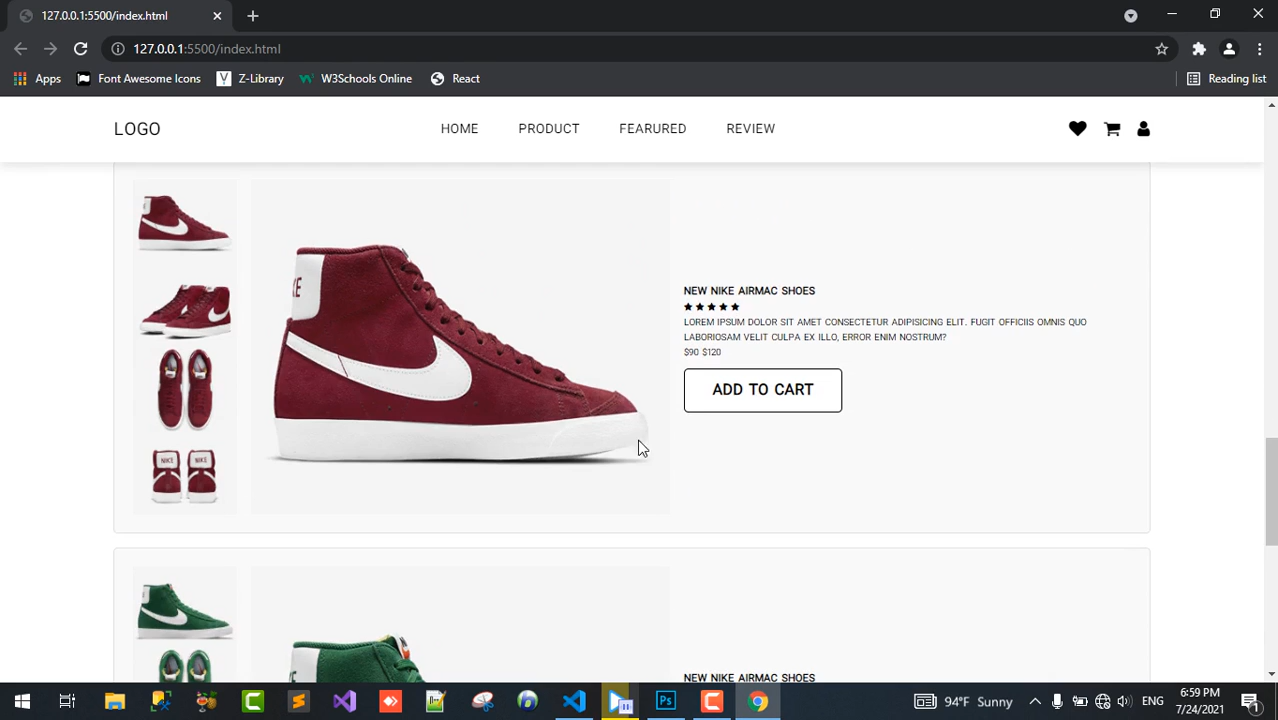 127.0.0.1:5500/index.html
127.0.0.1:5500/index.html
Apps Font Awesome Icons Z-Library W3Schools Online React Reading list
LOGO HOME PRODUCT FEARURED REVIEW
NEW NIKE AIRMAC SHOES
LOREM IPSUM DOLOR SIT AMET CONSECTETUR ADIPISICING ELIT. FUGIT OFFICIIS OMNIS QUO
LABORIOSAM VELIT CULPA EX ILLO, ERROR ENIM NOSTRUM?
$90 $120
ADD TO CART
NIKE NIKE
NEW NIKE AIRMAC SHOES
94°F Sunny ENG 6:59 PM
7/24/2021